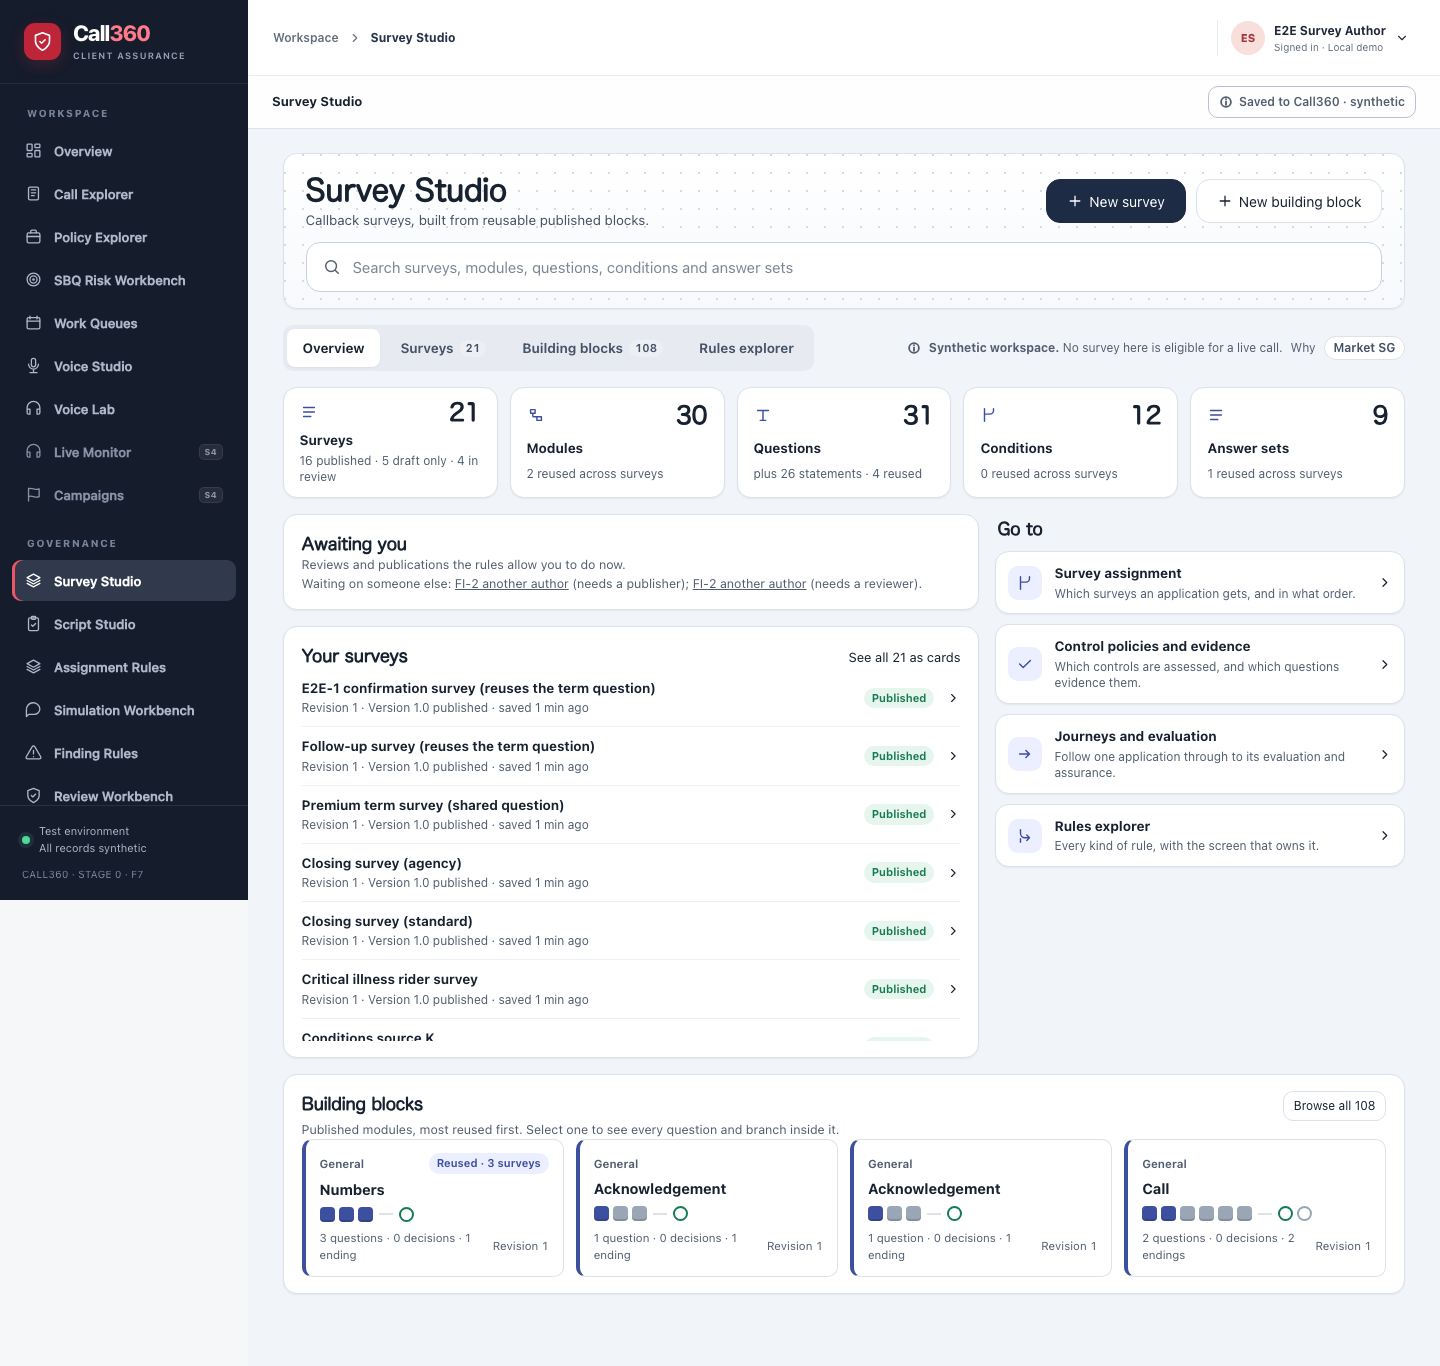 Call360
CLIENT ASSURANCE
WORKSPACE
Overview
Call Explorer
Policy Explorer
SBQ Risk Workbench
Work Queues
Voice Studio
Voice Lab
Live Monitor S4
Campaigns S4
GOVERNANCE
Survey Studio
Script Studio
Assignment Rules
Simulation Workbench
Finding Rules
Review Workbench
Test environment
All records synthetic
CALL360 · STAGE 0 · F7
Workspace > Survey Studio
ES
E2E Survey Author
Signed in · Local demo
Survey Studio
Saved to Call360 · synthetic
Survey Studio
Callback surveys, built from reusable published blocks.
+ New survey
+ New building block
Search surveys, modules, questions, conditions and answer sets
Overview
Surveys 21
Building blocks 108
Rules explorer
Synthetic workspace. No survey here is eligible for a live call. Why
Market SG
21
Surveys
16 published · 5 draft only · 4 in
review
30
Modules
2 reused across surveys
31
Questions
plus 26 statements · 4 reused
12
Conditions
0 reused across surveys
9
Answer sets
1 reused across surveys
Awaiting you
Reviews and publications the rules allow you to do now.
Waiting on someone else: FI-2 another author (needs a publisher); FI-2 another author (needs a reviewer).
Your surveys
See all 21 as cards
E2E-1 confirmation survey (reuses the term question)
Revision 1 · Version 1.0 published · saved 1 min ago
Published
Follow-up survey (reuses the term question)
Revision 1 · Version 1.0 published · saved 1 min ago
Published
Premium term survey (shared question)
Revision 1 · Version 1.0 published · saved 1 min ago
Published
Closing survey (agency)
Revision 1 · Version 1.0 published · saved 1 min ago
Published
Closing survey (standard)
Revision 1 · Version 1.0 published · saved 1 min ago
Published
Critical illness rider survey
Revision 1 · Version 1.0 published · saved 1 min ago
Published
Conditions source K
Go to
Survey assignment
Which surveys an application gets, and in what order.
Control policies and evidence
Which controls are assessed, and which questions
evidence them.
Journeys and evaluation
Follow one application through to its evaluation and
assurance.
Rules explorer
Every kind of rule, with the screen that owns it.
Building blocks
Browse all 108
Published modules, most reused first. Select one to see every question and branch inside it.
General
Reused · 3 surveys
Numbers
3 questions · 0 decisions · 1
ending
Revision 1
General
Acknowledgement
1 question · 0 decisions · 1
ending
Revision 1
General
Acknowledgement
1 question · 0 decisions · 1
ending
Revision 1
General
Call
2 questions · 0 decisions · 2
endings
Revision 1